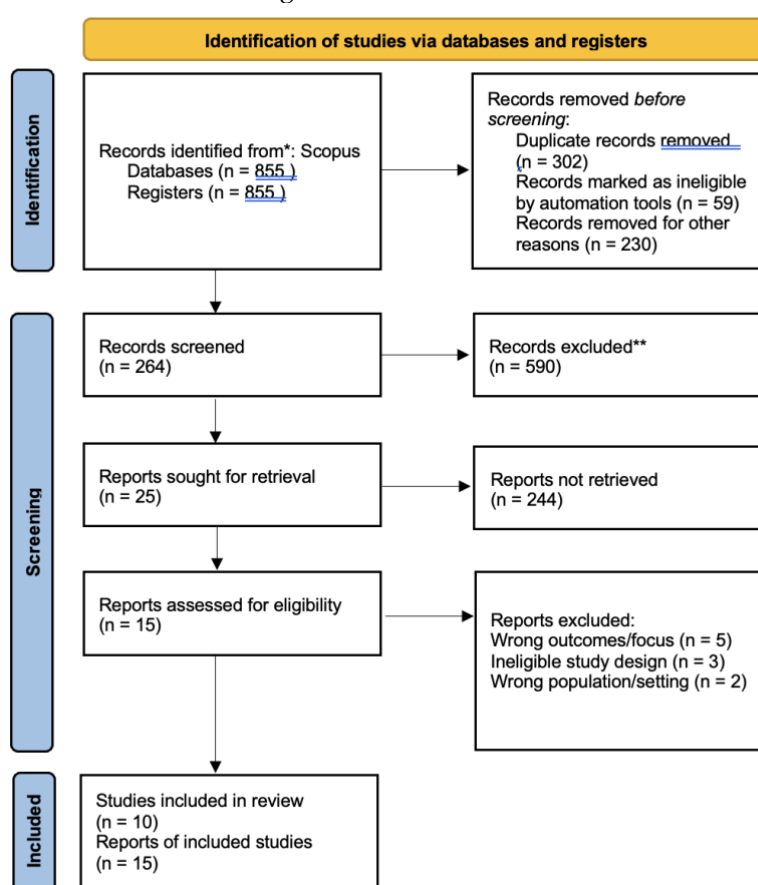 Identification of studies via databases and registers
Identification
Records identified from*: Scopus
Databases (n = 855 )
Registers (n = 855 )
Records removed before
screening:
Duplicate records removed
(n = 302)
Records marked as ineligible
by automation tools (n = 59)
Records removed for other
reasons (n = 230)
Screening
Records screened
(n = 264)
Records excluded**
(n = 590)
Reports sought for retrieval
(n = 25)
Reports not retrieved
(n = 244)
Reports assessed for eligibility
(n = 15)
Reports excluded:
Wrong outcomes/focus (n = 5)
Ineligible study design (n = 3)
Wrong population/setting (n = 2)
Included
Studies included in review
(n = 10)
Reports of included studies
(n = 15)